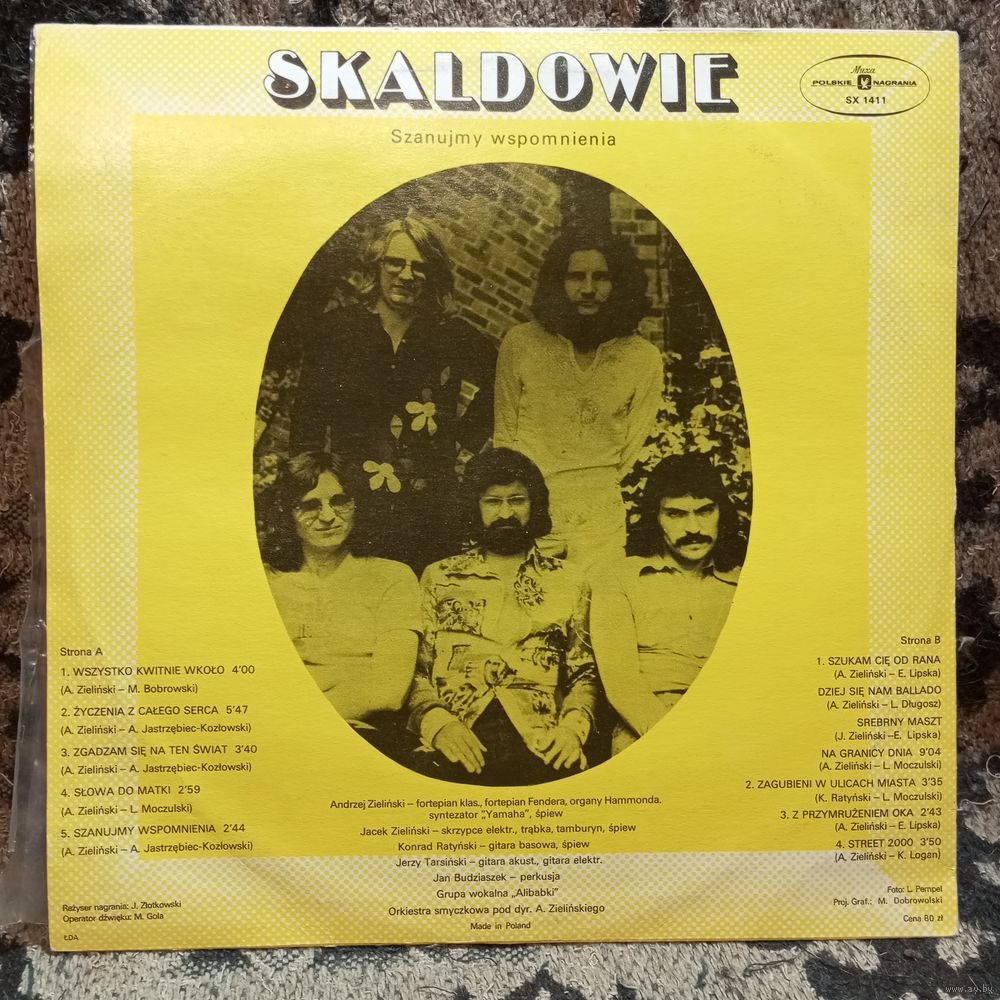 SKALDOWIE
Muza
POLSKIE NAGRANIA
SX 1411
Szanujmy wspomnienia
Strona A
1. WSZYSTKO KWITNIE WKOŁO 4'00
(A. Zieliński – M. Bobrowski)
2. ŻYCZENIA Z CAŁEGO SERCA 5'47
(A. Zieliński – A. Jastrzębiec-Kozłowski)
3. ZGADZAM SIĘ NA TEN ŚWIAT 3'40
(A. Zieliński – A. Jastrzębiec-Kozłowski)
4. SŁOWA DO MATKI 2'59
(A. Zieliński – L. Moczulski)
5. SZANUJMY WSPOMNIENIA 2'44
(A. Zieliński – A. Jastrzębiec-Kozłowski)
Strona B
1. SZUKAM CIĘ OD RANA
(A. Zieliński – E. Lipska)
DZIEJ SIĘ NAM BALLADO
(A. Zieliński – L. Długosz)
SREBRNY MASZT
(J. Zieliński – E. Lipska)
NA GRANICY DNIA 9'04
(A. Zieliński – L. Moczulski)
2. ZAGUBIENI W ULICACH MIASTA 3'35
(K. Ratyński – L. Moczulski)
3. Z PRZYMRUŻENIEM OKA 2'43
(A. Zieliński – E. Lipska)
4. STREET 2000 3'50
(A. Zieliński – K. Logan)
Andrzej Zieliński – fortepian klas., fortepian Fendera, organy Hammonda.
syntezator „Yamaha", śpiew
Jacek Zieliński – skrzypce elektr., trąbka, tamburyn, śpiew
Konrad Ratyński – gitara basowa, śpiew
Jerzy Tarsiński – gitara akust., gitara elektr.
Jan Budziaszek – perkusja
Grupa wokalna „Alibabki"
Orkiestra smyczkowa pod dyr. A. Zielińskiego
Made in Poland
Reżyser nagrania: J. Złotkowski
Operator dźwięku: M. Gola
ŁDA
Foto: L. Pempel
Proj. Graf.: M. Dobrowolski
Cena 80 zł
www.ay.by